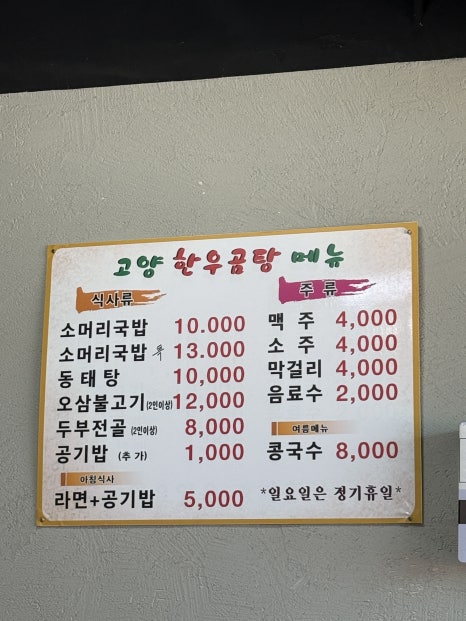 고양 한우곰탕 메뉴
식사류
소머리국밥 10.000
소머리국밥 특 13.000
동태탕 10,000
오삼불고기(2인이상) 12,000
두부전골 (2인이상) 8,000
공기밥 (추 가) 1,000
아침식사
라면+공기밥 5,000
주 류
맥 주 4,000
소 주 4,000
막걸리 4,000
음료수 2,000
여름메뉴
콩국수 8,000
*일요일은 정기휴일*